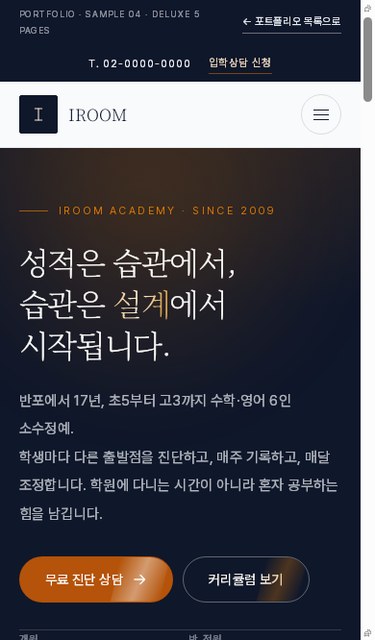 PORTFOLIO · SAMPLE 04 · DELUXE 5
PAGES
← 포트폴리오 목록으로
T. 02-0000-0000
입학상담 신청
I
IROOM
IROOM ACADEMY · SINCE 2009
성적은 습관에서,
습관은 설계에서
시작됩니다.
반포에서 17년, 초5부터 고3까지 수학·영어 6인
소수정예.
학생마다 다른 출발점을 진단하고, 매주 기록하고, 매달
조정합니다. 학원에 다니는 시간이 아니라 혼자 공부하는
힘을 남깁니다.
무료 진단 상담 →
커리큘럼 보기
개원
반 정원